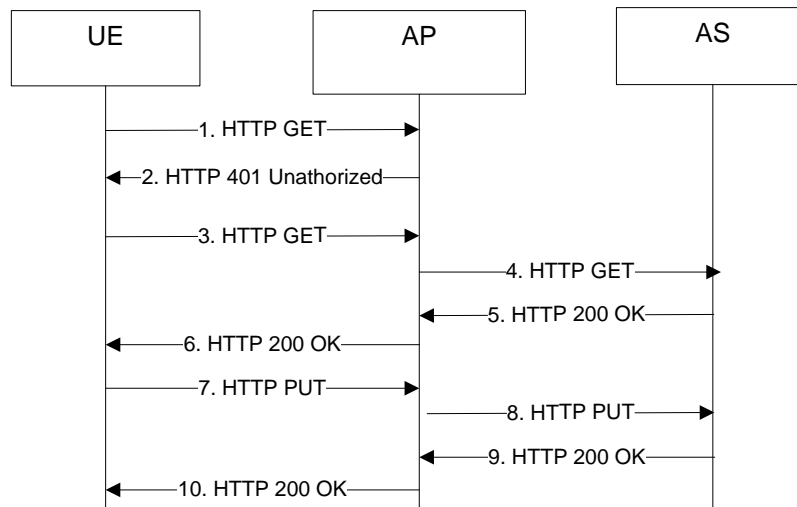 UE
AP
AS
1. HTTP GET
2. HTTP 401 Unathorized
3. HTTP GET
4. HTTP GET
5. HTTP 200 OK
6. HTTP 200 OK
7. HTTP PUT
8. HTTP PUT
9. HTTP 200 OK
10. HTTP 200 OK